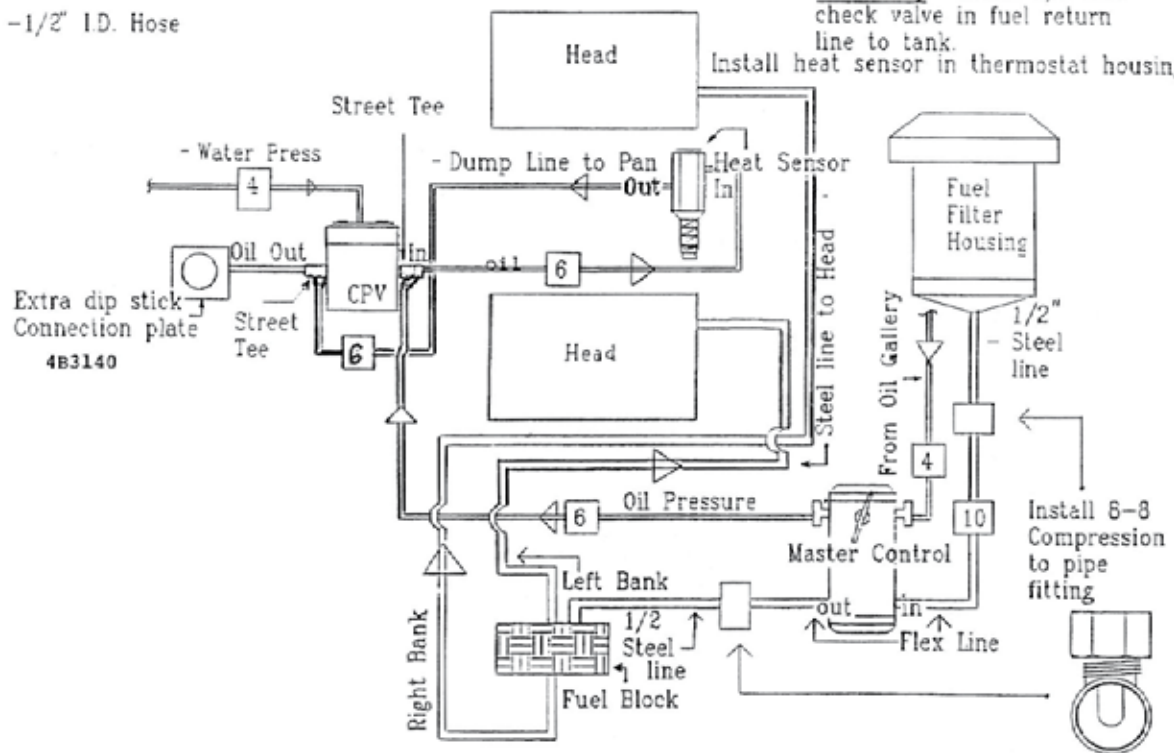 -1/2" I.D. Hose
check valve in fuel return
line to tank.
Install heat sensor in thermostat housin
Head
Street Tee
- Water Press
4
- Dump Line to Pan
Out
Heat Sensor
In
Fuel
Filter
Housing
Oil Out
In
oil
6
CPV
Extra dip stick
Connection plate
4B3140
Street
Tee
6
Head
Steel line to Head -
From Oil Gallery
1/2"
- Steel
line
4
Oil Pressure
6
10
Master Control
Install 8-8
Compression
to pipe
fitting
Left Bank
out
in
Flex Line
1/2
Steel
line
Fuel Block
Right Bank